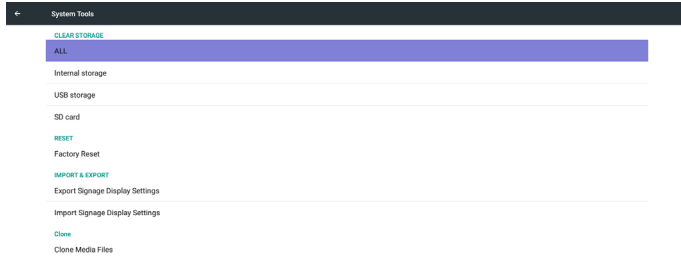 System Tools
CLEAR STORAGE
ALL
Internal storage
USB storage
SD card
RESET
Factory Reset
IMPORT & EXPORT
Export Signage Display Settings
Import Signage Display Settings
Clone
Clone Media Files